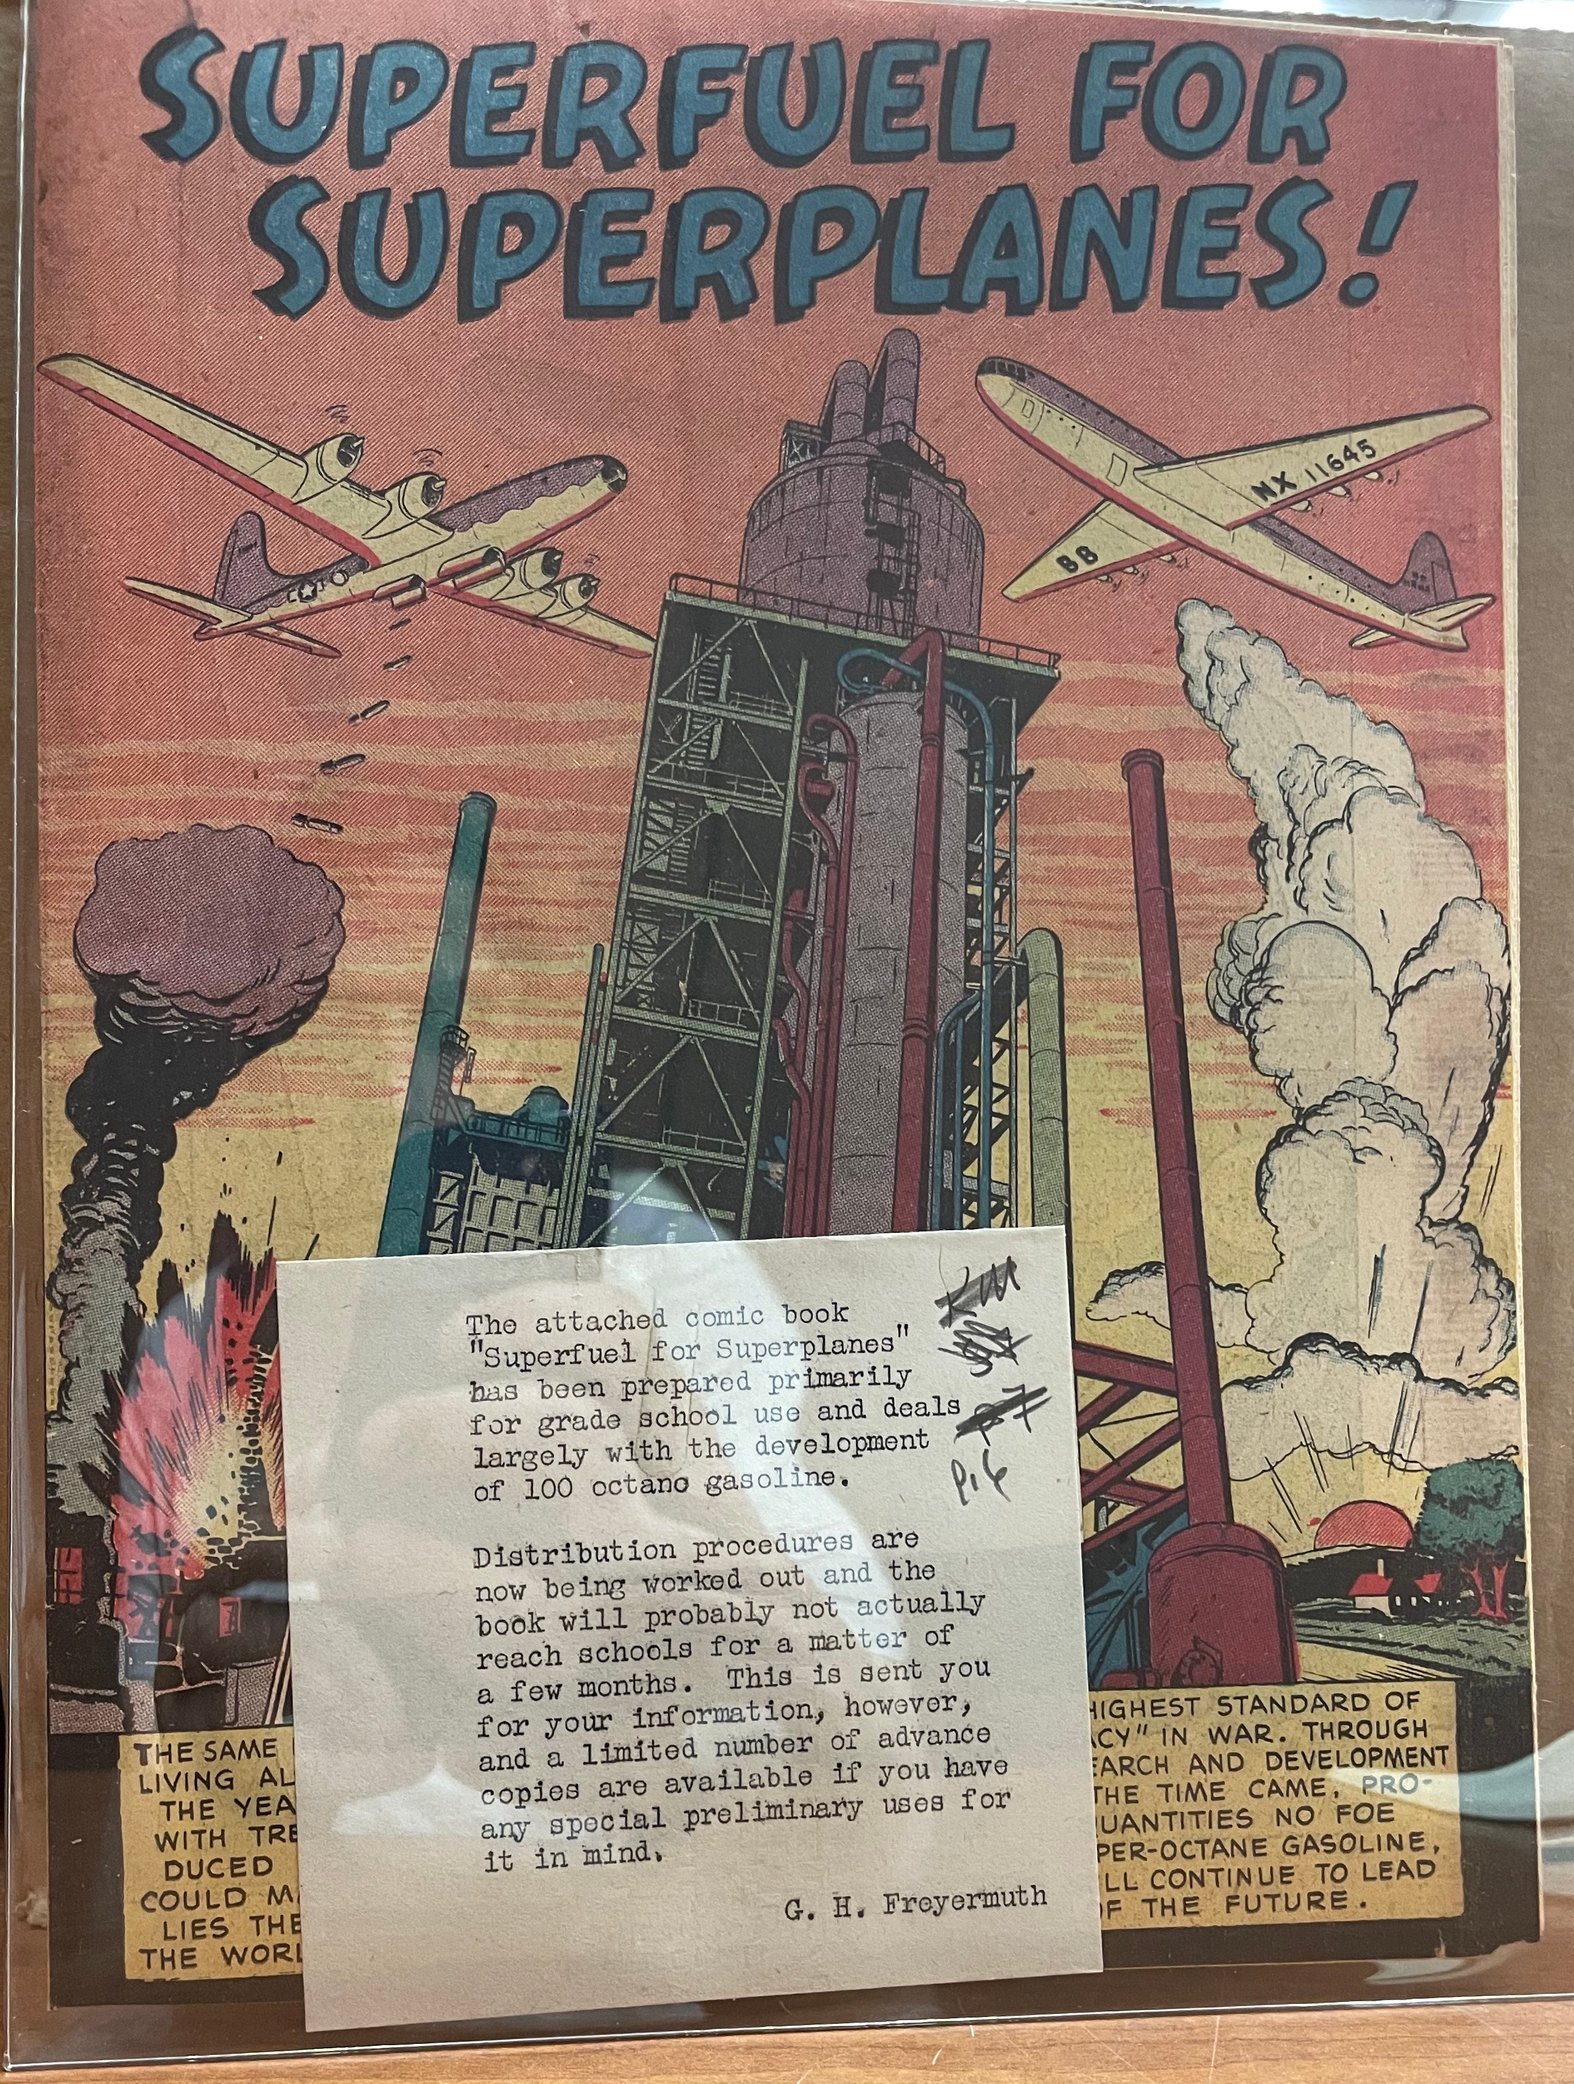 SUPERFUEL FOR
SUPERPLANES!
NX 11645
BB
The attached comic book
"Superfuel for Superplanes"
has been prepared primarily
for grade school use and deals
largely with the development
of 100 octane gasoline.
p.6
Distribution procedures are
now being worked out and the
book will probably not actually
reach schools for a matter of
a few months. This is sent you
for your information, however,
and a limited number of advance
copies are available if you have
any special preliminary uses for
it in mind.
G. H. Freyermuth
THE SAME
LIVING AL
THE YEA
WITH TRE
DUCED
COULD M
LIES THE
THE WORL
HIGHEST STANDARD OF
ACY" IN WAR. THROUGH
EARCH AND DEVELOPMENT
THE TIME CAME, PRO-
UANTITIES NO FOE
PER-OCTANE GASOLINE,
LL CONTINUE TO LEAD
OF THE FUTURE.